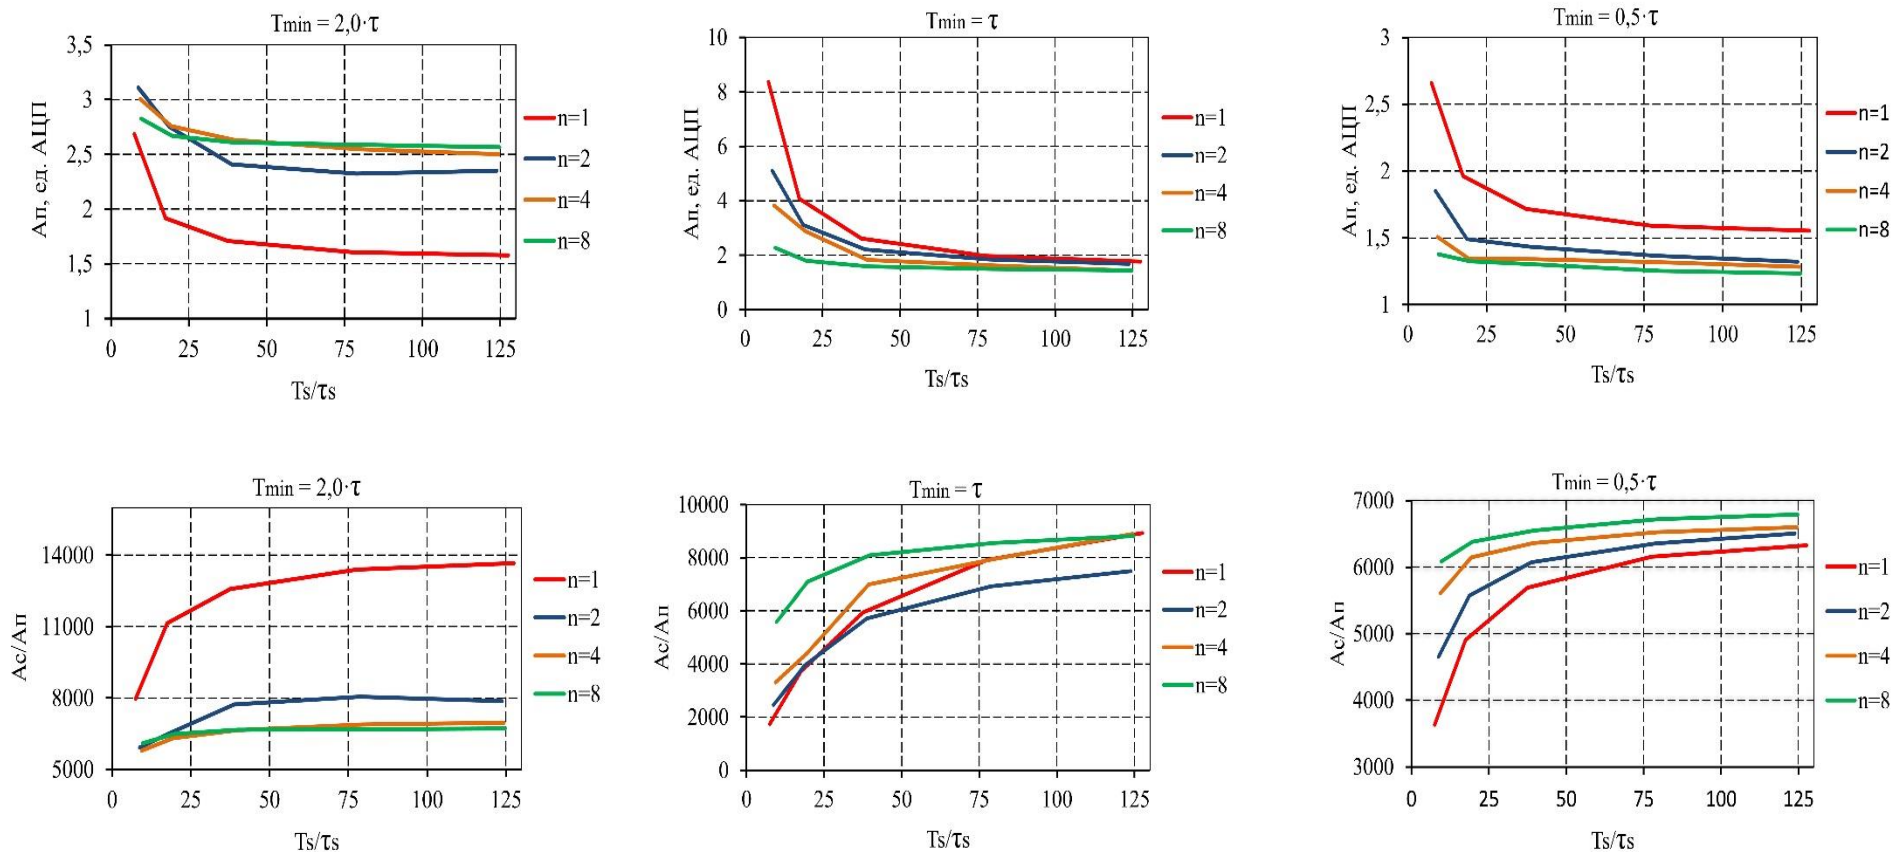 Tmin = 2,0·τ
Aп, ед. АЦП
3,5
3
2,5
2
1,5
1
0 25 50 75 100 125
Ts/τs
n=1
n=2
n=4
n=8
Tmin = τ
Aп, ед. АЦП
10
8
6
4
2
0
0 25 50 75 100 125
Ts/τs
n=1
n=2
n=4
n=8
Tmin = 0,5·τ
Aп, ед. АЦП
3
2,5
2
1,5
1
0 25 50 75 100 125
Ts/τs
n=1
n=2
n=4
n=8
Tmin = 2,0·τ
Ac/Aп
14000
11000
8000
5000
0 25 50 75 100 125
Ts/τs
n=1
n=2
n=4
n=8
Tmin = τ
Ac/Aп
10000
8000
6000
4000
2000
0
0 25 50 75 100 125
Ts/τs
n=1
n=2
n=4
n=8
Tmin = 0,5·τ
Ac/Aп
7000
6000
5000
4000
3000
0 25 50 75 100 125
Ts/τs
n=1
n=2
n=4
n=8